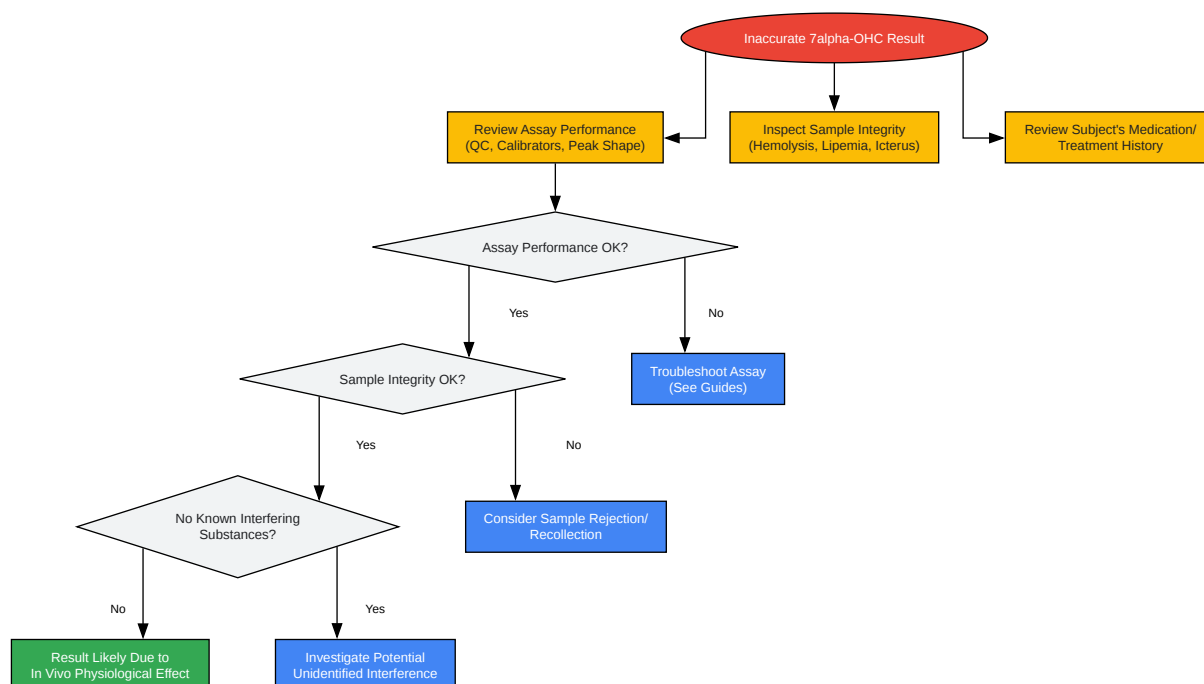 Inaccurate 7alpha-OHC Result
Review Assay Performance
(QC, Calibrators, Peak Shape)
Inspect Sample Integrity
(Hemolysis, Lipemia, Icterus)
Review Subject's Medication/
Treatment History
Assay Performance OK?
Yes
No
Sample Integrity OK?
Troubleshoot Assay
(See Guides)
Yes
No
No Known Interfering
Substances?
Consider Sample Rejection/
Recollection
No
Yes
Result Likely Due to
In Vivo Physiological Effect
Investigate Potential
Unidentified Interference